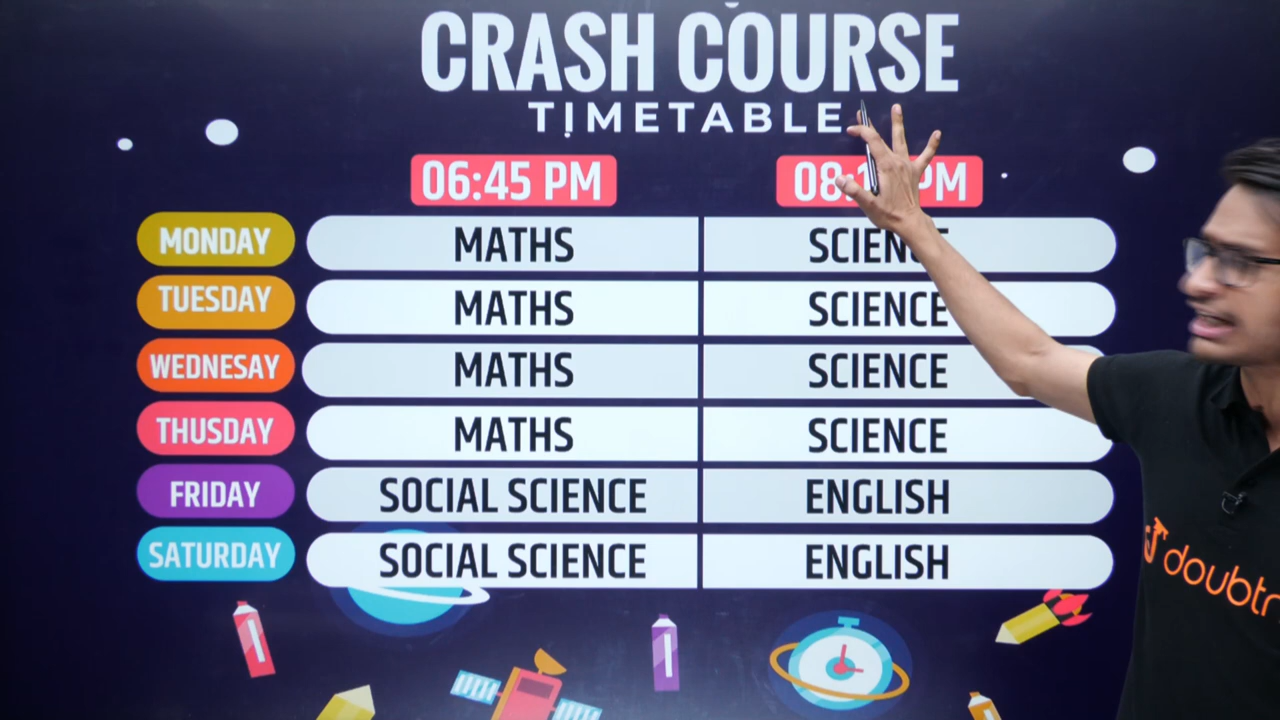 CRASH COURSE
TIMETABLE
06:45 PM
PM
MONDAY MATHS
TUESDAY MATHS SCIENCE
WEDNESAY MATHS SCIENCE
THUSDAY MATHS SCIENCE
FRIDAY SOCIAL SCIENCE ENGLISH
SATURDAY SOCIAL SCIENCE ENGLISH